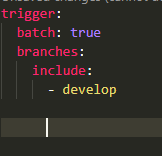 trigger:
  batch: true
  branches:
    include:
      - develop